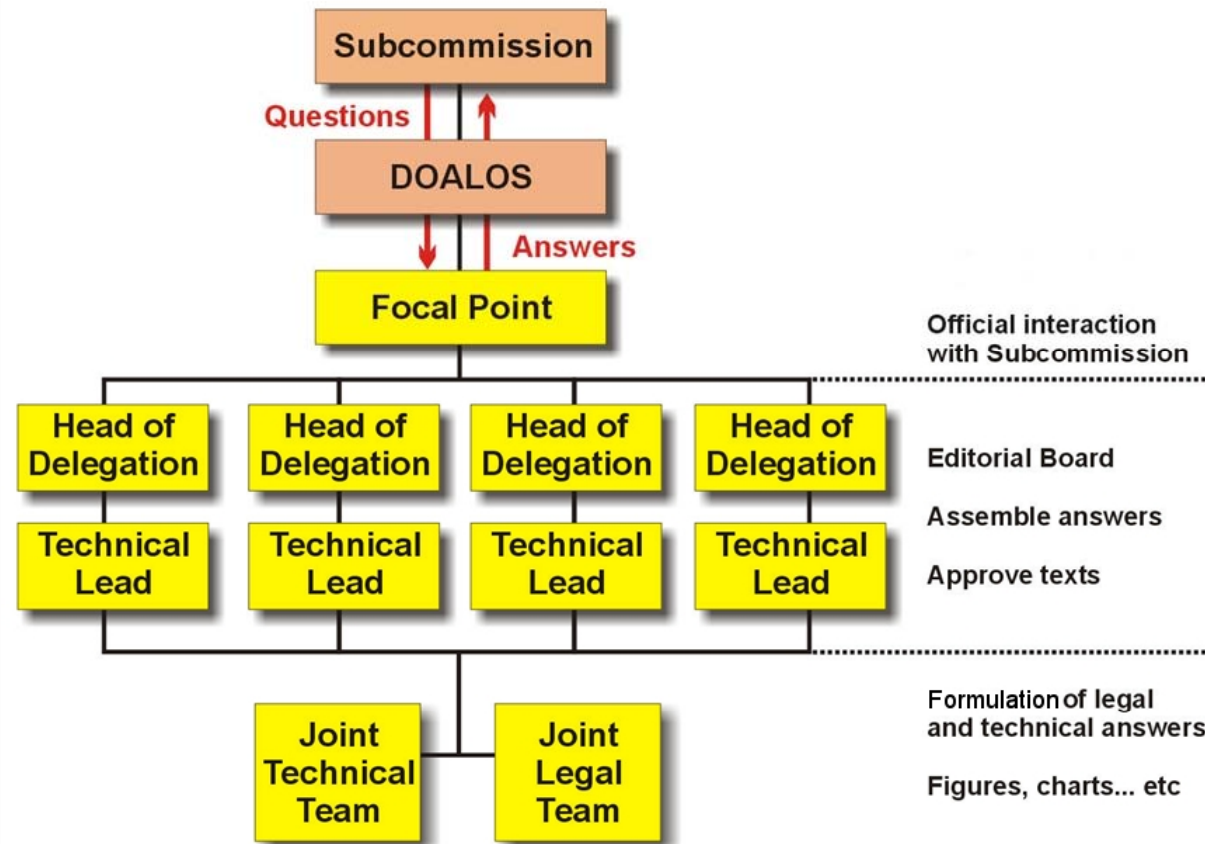 Subcommission
Questions
DOALOS
Answers
Focal Point
Official interaction
with Subcommission
Head of
Delegation
Head of
Delegation
Head of
Delegation
Head of
Delegation
Editorial Board
Assemble answers
Approve texts
Technical
Lead
Technical
Lead
Technical
Lead
Technical
Lead
Joint
Technical
Team
Joint
Legal
Team
Formulation of legal
and technical answers
Figures, charts... etc